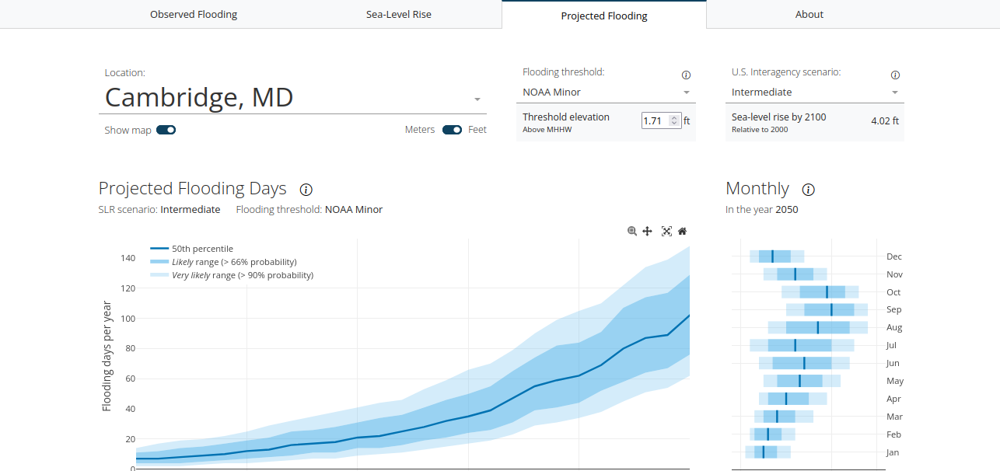 Observed Flooding
Sea-Level Rise
Projected Flooding
About
Location:
Cambridge, MD
Show map
Meters
Feet
Flooding threshold:
NOAA Minor
Threshold elevation
Above MHHW
1.71
ft
U.S. Interagency scenario:
Intermediate
Sea-level rise by 2100
Relative to 2000
4.02 ft
Projected Flooding Days
SLR scenario: Intermediate Flooding threshold: NOAA Minor
50th percentile
Likely range (> 66% probability)
Very likely range (> 90% probability)
Flooding days per year
140
120
100
80
60
40
20
0
Monthly
In the year 2050
Dec
Nov
Oct
Sep
Aug
Jul
Jun
May
Apr
Mar
Feb
Jan